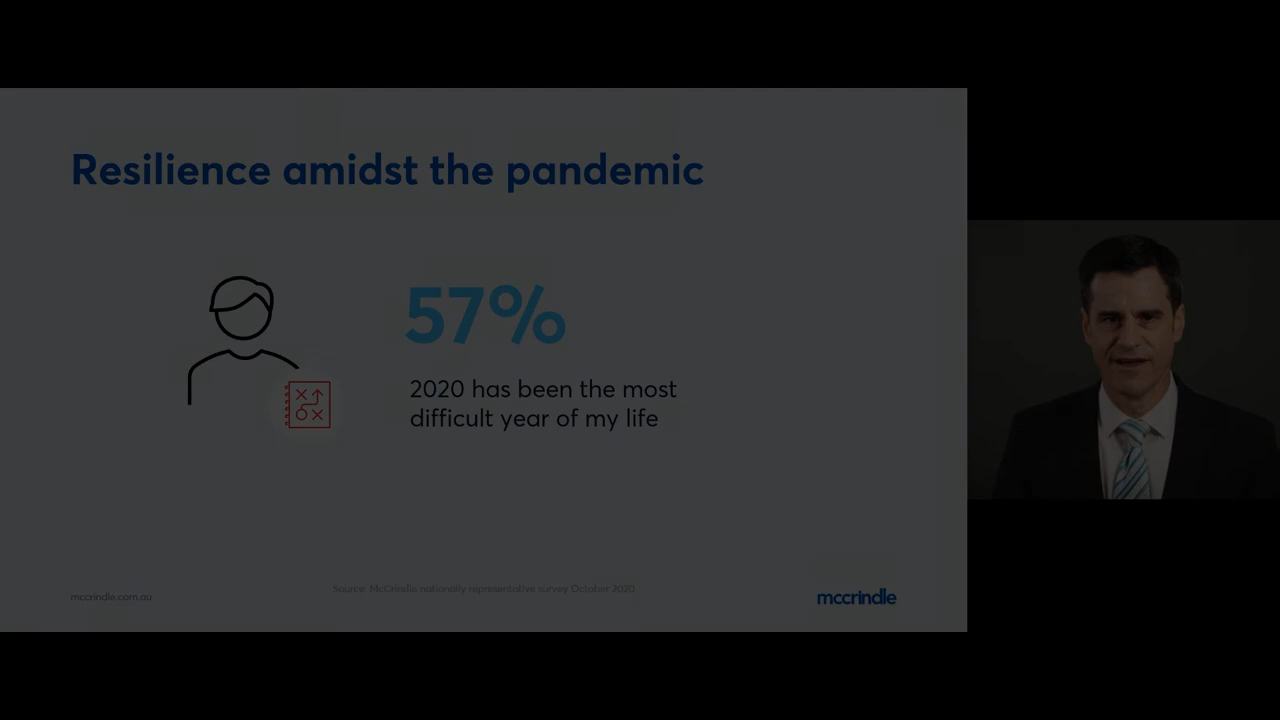 Resilience amidst the pandemic
57%
2020 has been the most
difficult year of my life
Source: McCrindle nationally representative survey October 2020
mccrindle.com.au
mccrindle